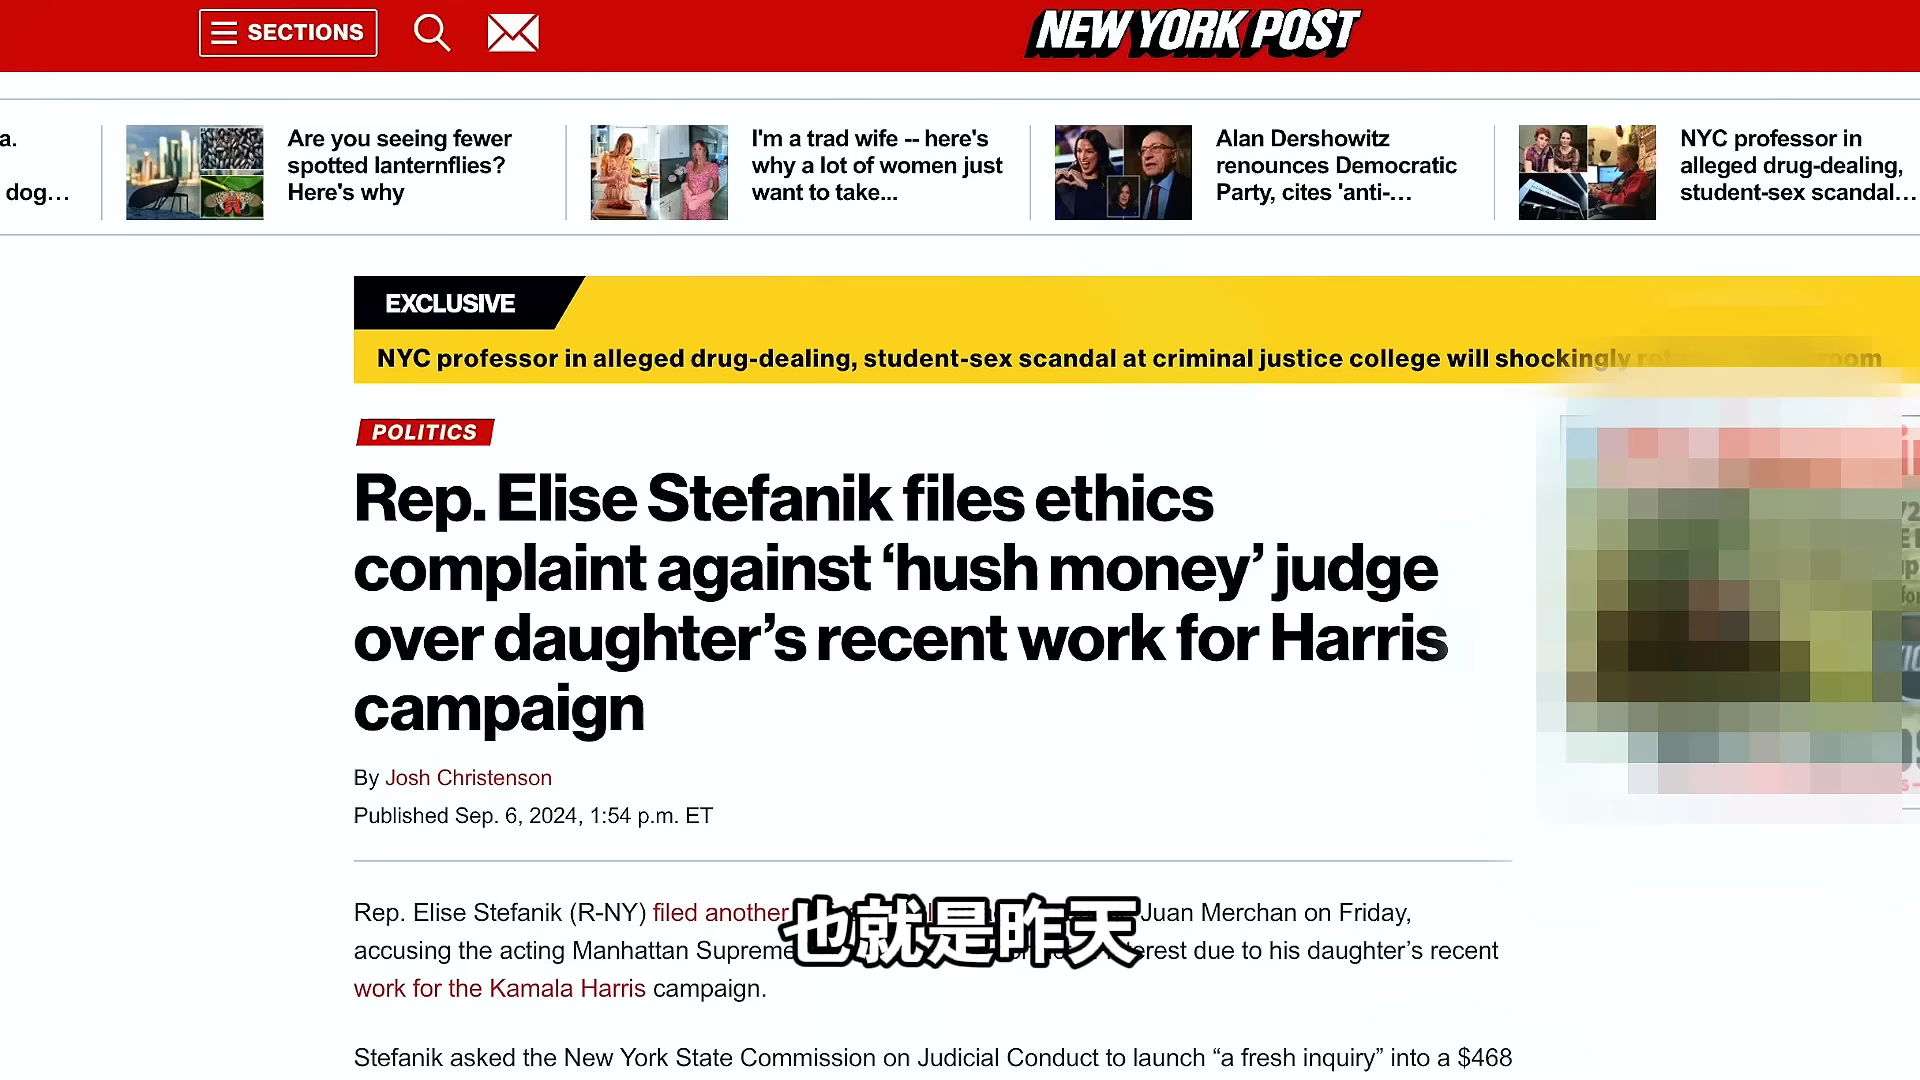 SECTIONS
NEW YORK POST
a.
dog...
Are you seeing fewer
spotted lanternflies?
Here's why
I'm a trad wife -- here's
why a lot of women just
want to take...
Alan Dershowitz
renounces Democratic
Party, cites 'anti-...
NYC professor in
alleged drug-dealing,
student-sex scandal...
EXCLUSIVE
NYC professor in alleged drug-dealing, student-sex scandal at criminal justice college will shockingly
POLITICS
Rep. Elise Stefanik files ethics
complaint against ‘hush money’ judge
over daughter’s recent work for Harris
campaign
By Josh Christenson
Published Sep. 6, 2024, 1:54 p.m. ET
Rep. Elise Stefanik (R-NY) filed another Juan Merchan on Friday,
accusing the acting Manhattan due to his daughter’s recent
work for the Kamala Harris campaign.
也就是昨天
Stefanik asked the New York State Commission on Judicial Conduct to launch “a fresh inquiry” into a $468